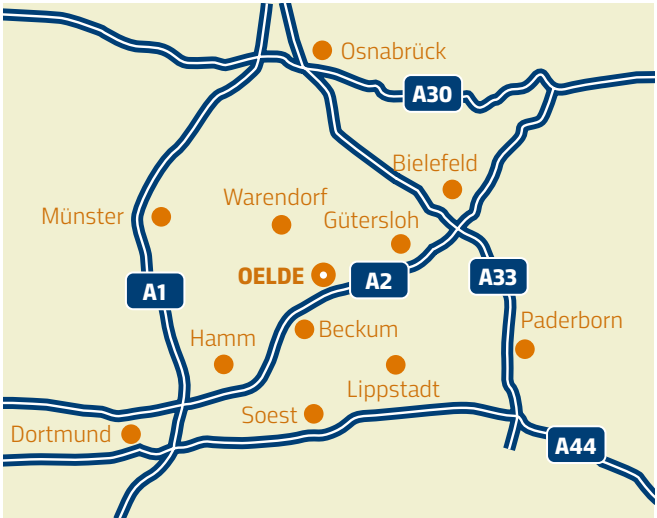 Osnabrück
A30
Bielefeld
Warendorf
Münster
Gütersloh
OELDE
A2
A33
A1
Paderborn
Beckum
Hamm
Lippstadt
Soest
Dortmund
A44